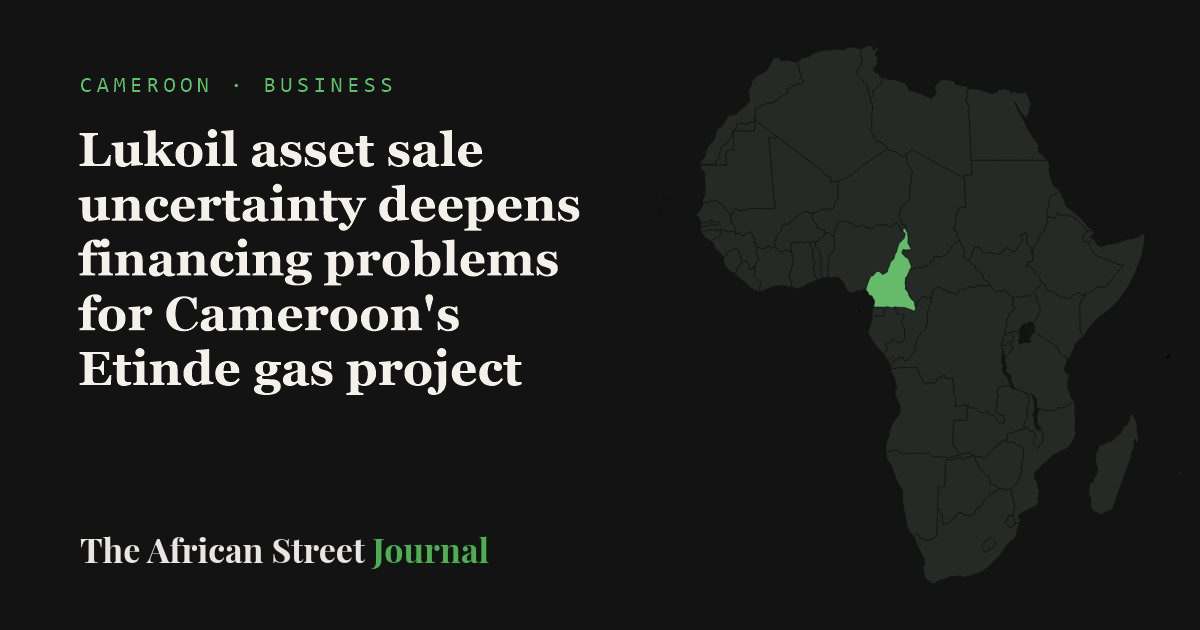 CAMEROON · BUSINESS
Lukoil asset sale
uncertainty deepens
financing problems
for Cameroon's
Etinde gas project
The African Street Journal